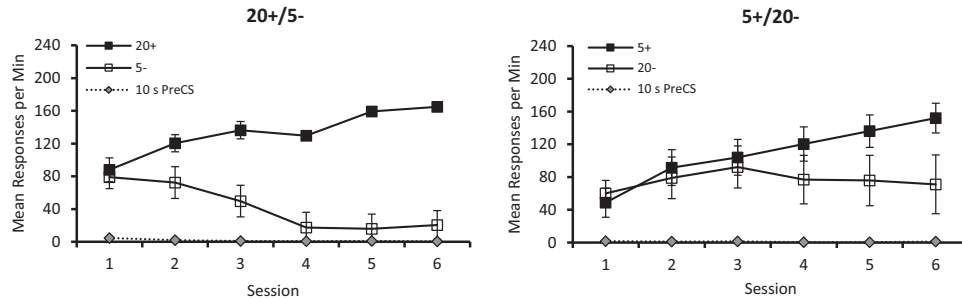 20+/5-
Mean Responses per Min
240
200
160
120
80
40
0
20+
5-
10 s PreCS
1 2 3 4 5 6
Session
5+/20-
Mean Responses per Min
240
200
160
120
80
40
0
5+
20-
10 s PreCS
1 2 3 4 5 6
Session